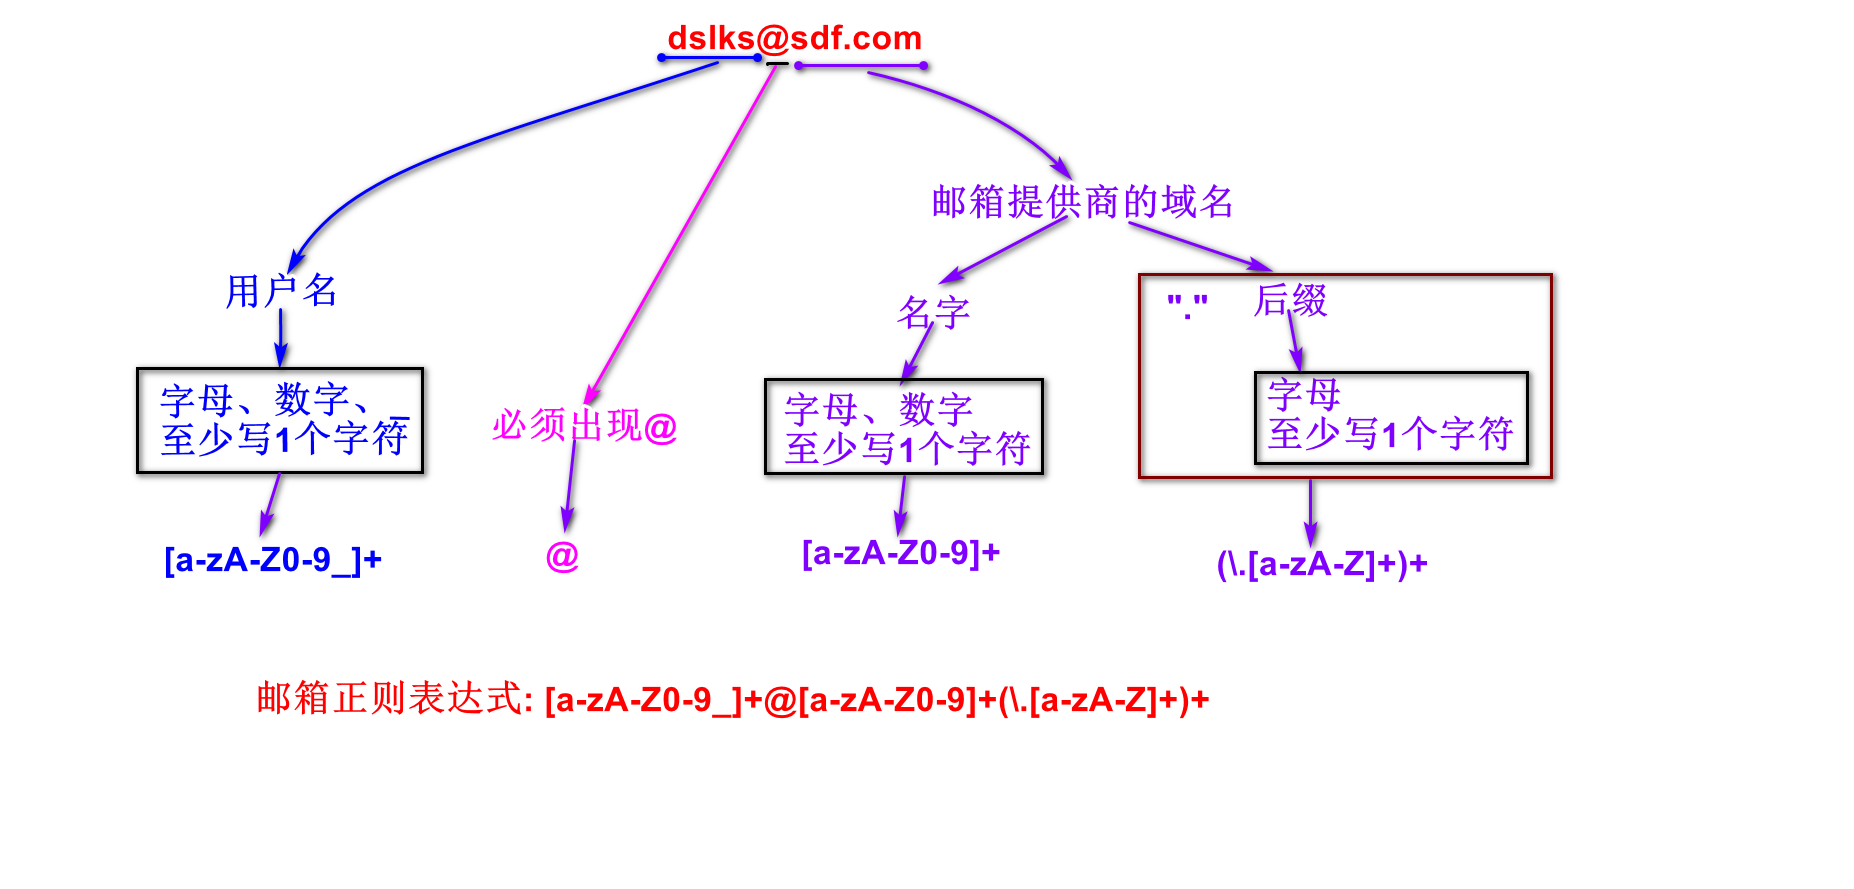 dslks@sdf.com
邮箱提供商的域名
用户名
名字
"." 后缀
字母、数字、_
至少写1个字符
必须出现@
字母、数字
至少写1个字符
字母
至少写1个字符
[a-zA-Z0-9_]+
@
[a-zA-Z0-9]+
(\.[a-zA-Z]+)+
邮箱正则表达式: [a-zA-Z0-9_]+@[a-zA-Z0-9]+(\.[a-zA-Z]+)+